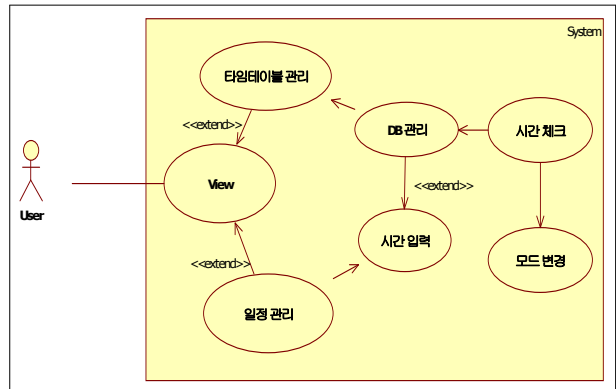 System
타임테이블 관리
<<extend>>
DB 관리
시간 체크
View
<<extend>>
User
시간 입력
<<extend>>
모드 변경
일정 관리